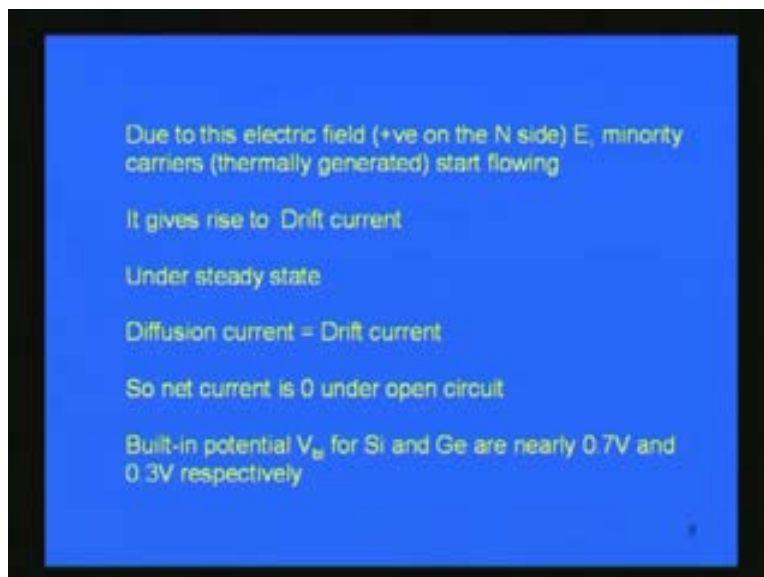 Due to this electric field (+ve on the N side) E, minority
carriers (thermally generated) start flowing
It gives rise to Drift current
Under steady state
Diffusion current = Drift current
So net current is 0 under open circuit
Built-in potential Vbi for Si and Ge are nearly 0.7V and
0.3V respectively